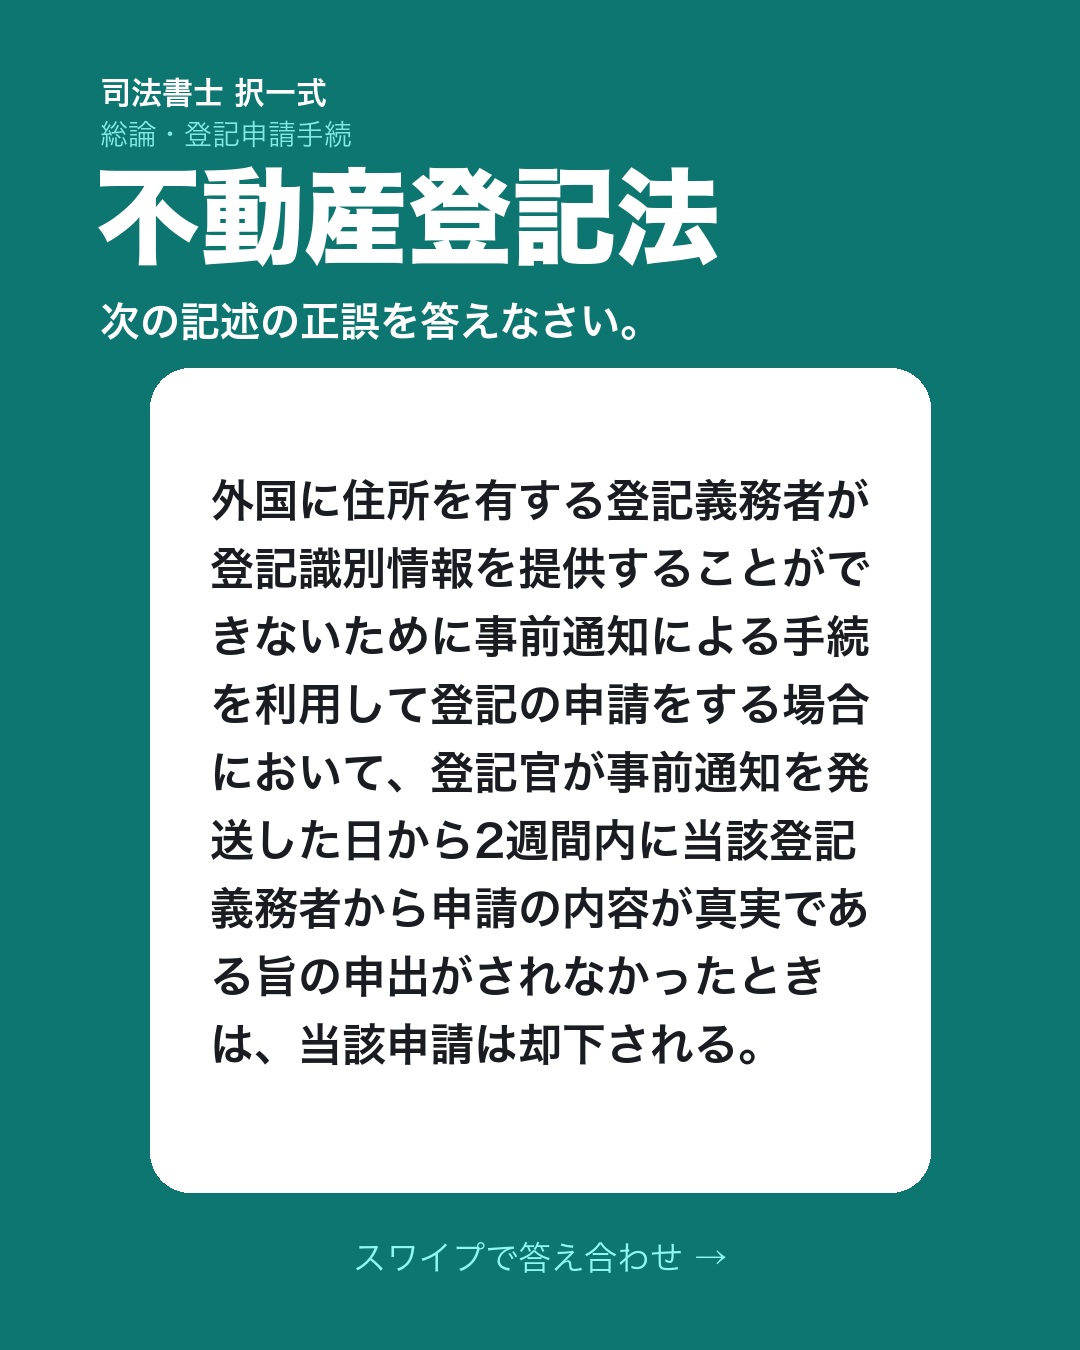 司法書士 択一式
総論・登記申請手続
不動産登記法
次の記述の正誤を答えなさい。
外国に住所を有する登記義務者が
登記識別情報を提供することがで
きないために事前通知による手続
を利用して登記の申請をする場合
において、登記官が事前通知を発
送した日から2週間内に当該登記
義務者から申請の内容が真実であ
る旨の申出がされなかったとき
は、当該申請は却下される。
スワイプで答え合わせ →